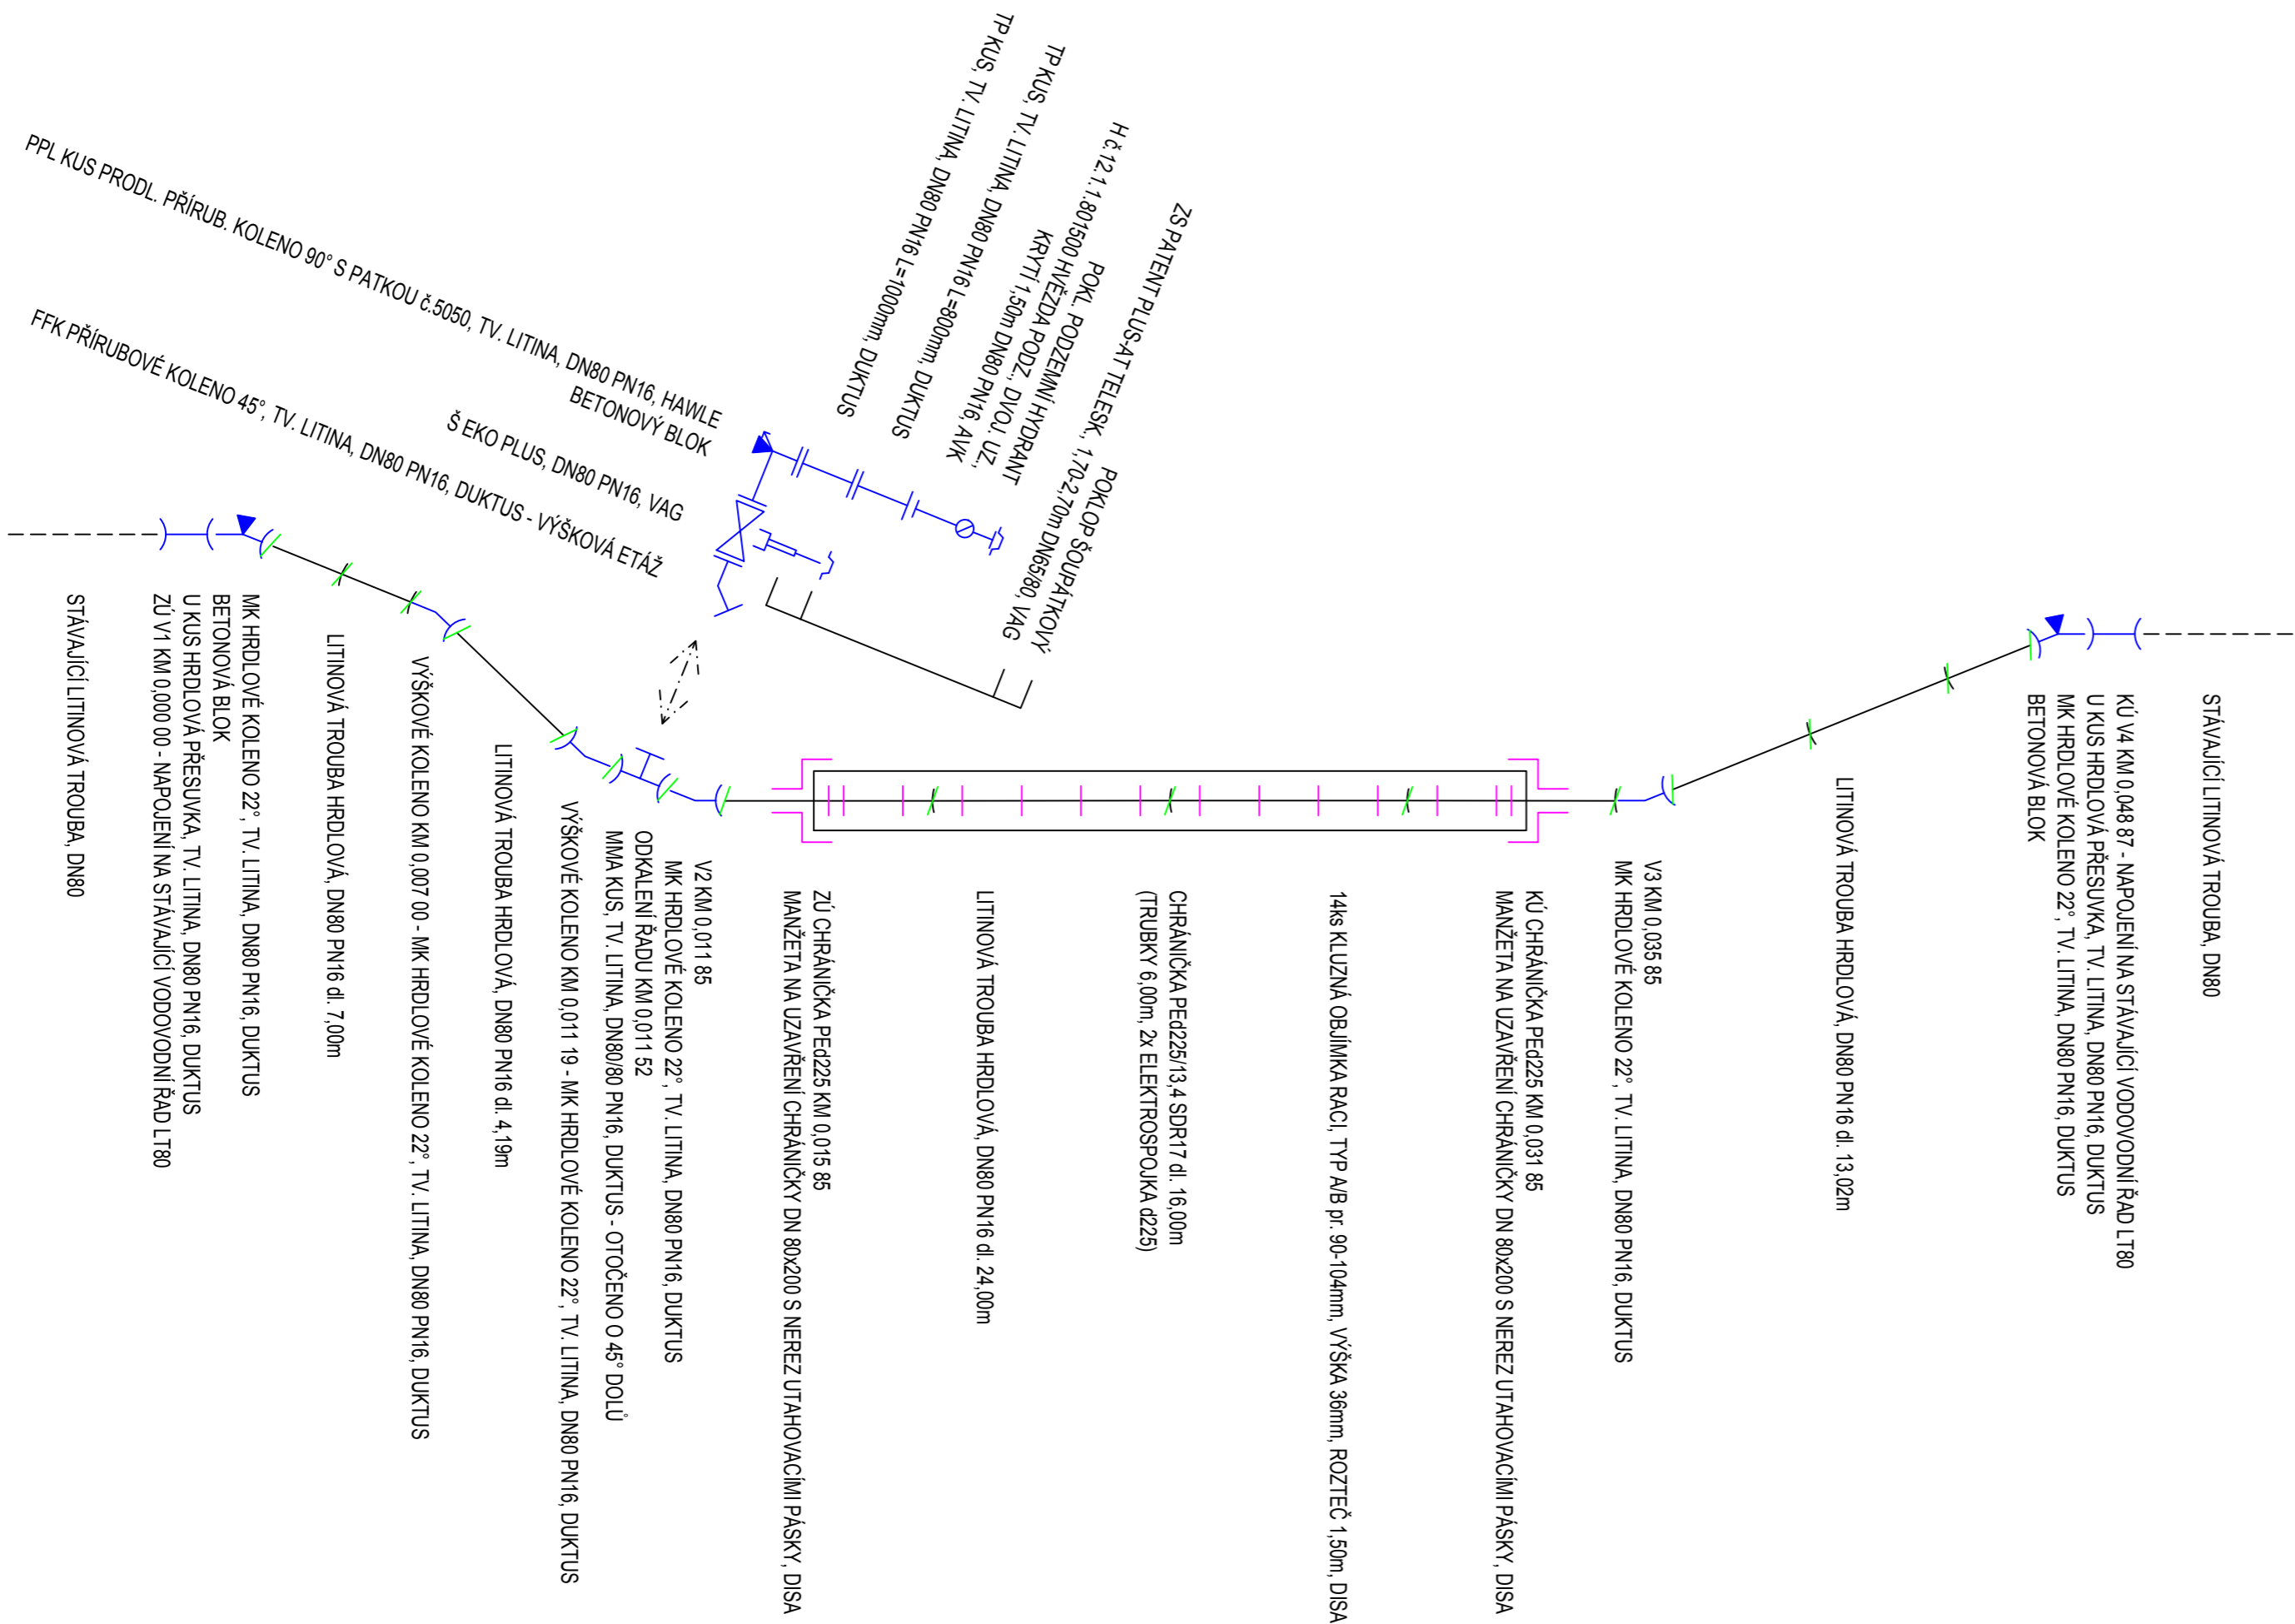 TP KUS, TV. LITINA, DN80 PN16 L=1000mm, DUKTUS
TP KUS, TV. LITINA, DN80 PN16 L=800mm, DUKTUS
H č.12.1.1.801500 HVĚZDA PODZ., DVOJ. UZ.,
KRYTÍ 1,50m DN80 PN16, AVK
POKL. PODZEMNÍ HYDRANT
ZS PATENT PLUS-AT TELESK., 1,70-2,70m DN65/80, VAG
POKLOP ŠOUPÁTKOVÝ
PPL KUS PRODL. PŘÍRUB. KOLENO 90° S PATKOU č.5050, TV. LITINA, DN80 PN16, HAWLE
BETONOVÝ BLOK
Š EKO PLUS, DN80 PN16, VAG
FFK PŘÍRUBOVÉ KOLENO 45°, TV. LITINA, DN80 PN16, DUKTUS - VÝŠKOVÁ ETÁŽ
STÁVAJÍCÍ LITINOVÁ TROUBA, DN80
KÚ V4 KM 0,048 87 - NAPOJENÍ NA STÁVAJÍCÍ VODOVODNÍ ŘAD LT80
U KUS HRDLOVÁ PŘESUVKA, TV. LITINA, DN80 PN16, DUKTUS
MK HRDLOVÉ KOLENO 22°, TV. LITINA, DN80 PN16, DUKTUS
BETONOVÁ BLOK
LITINOVÁ TROUBA HRDLOVÁ, DN80 PN16 dl. 13,02m
V3 KM 0,035 85
MK HRDLOVÉ KOLENO 22°, TV. LITINA, DN80 PN16, DUKTUS
KÚ CHRÁNIČKA PEd225 KM 0,031 85
MANŽETA NA UZAVŘENÍ CHRÁNIČKY DN 80x200 S NEREZ UTAHOVACÍMI PÁSKY, DISA
14ks KLUZNÁ OBJÍMKA RACI, TYP A/B pr. 90-104mm, VÝŠKA 36mm, ROZTEČ 1,50m, DISA
CHRÁNIČKA PEd225/13,4 SDR17 dl. 16,00m
(TRUBKY 6,00m, 2x ELEKTROSPOJKA d225)
LITINOVÁ TROUBA HRDLOVÁ, DN80 PN16 dl. 24,00m
ZÚ CHRÁNIČKA PEd225 KM 0,015 85
MANŽETA NA UZAVŘENÍ CHRÁNIČKY DN 80x200 S NEREZ UTAHOVACÍMI PÁSKY, DISA
V2 KM 0,011 85
MK HRDLOVÉ KOLENO 22°, TV. LITINA, DN80 PN16, DUKTUS
ODKALENÍ ŘADU KM 0,011 52
MMA KUS, TV. LITINA, DN80/80 PN16, DUKTUS - OTOČENO O 45° DOLŮ
VÝŠKOVÉ KOLENO KM 0,011 19 - MK HRDLOVÉ KOLENO 22°, TV. LITINA, DN80 PN16, DUKTUS
LITINOVÁ TROUBA HRDLOVÁ, DN80 PN16 dl. 4,19m
VÝŠKOVÉ KOLENO KM 0,007 00 - MK HRDLOVÉ KOLENO 22°, TV. LITINA, DN80 PN16, DUKTUS
LITINOVÁ TROUBA HRDLOVÁ, DN80 PN16 dl. 7,00m
MK HRDLOVÉ KOLENO 22°, TV. LITINA, DN80 PN16, DUKTUS
BETONOVÁ BLOK
U KUS HRDLOVÁ PŘESUVKA, TV. LITINA, DN80 PN16, DUKTUS
ZÚ V1 KM 0,000 00 - NAPOJENÍ NA STÁVAJÍCÍ VODOVODNÍ ŘAD LT80
STÁVAJÍCÍ LITINOVÁ TROUBA, DN80